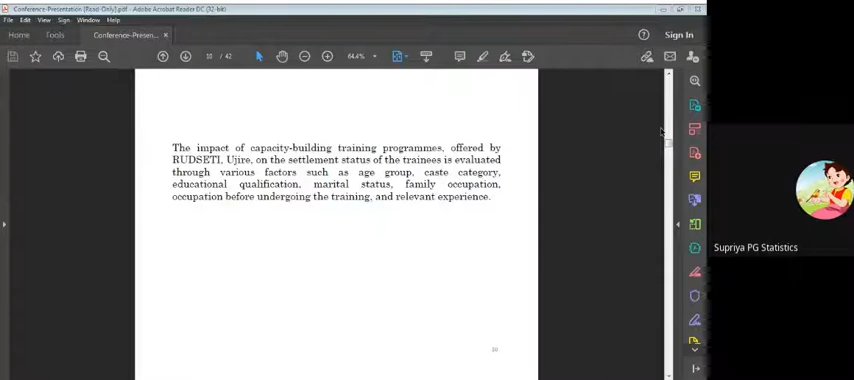 Conference-Presentation [Read Only].pdf - Adobe Acrobat Reader DC (32-bit)
File Edit View Sign Window Help
Home Tools Conference-Presen... × Sign In
10 / 42 64.4%
The impact of capacity-building training programmes, offered by
RUDSETI, Ujire, on the settlement status of the trainees is evaluated
through various factors such as age group, caste category,
educational qualification, marital status, family occupation,
occupation before undergoing the training, and relevant experience.
10
Supriya PG Statistics